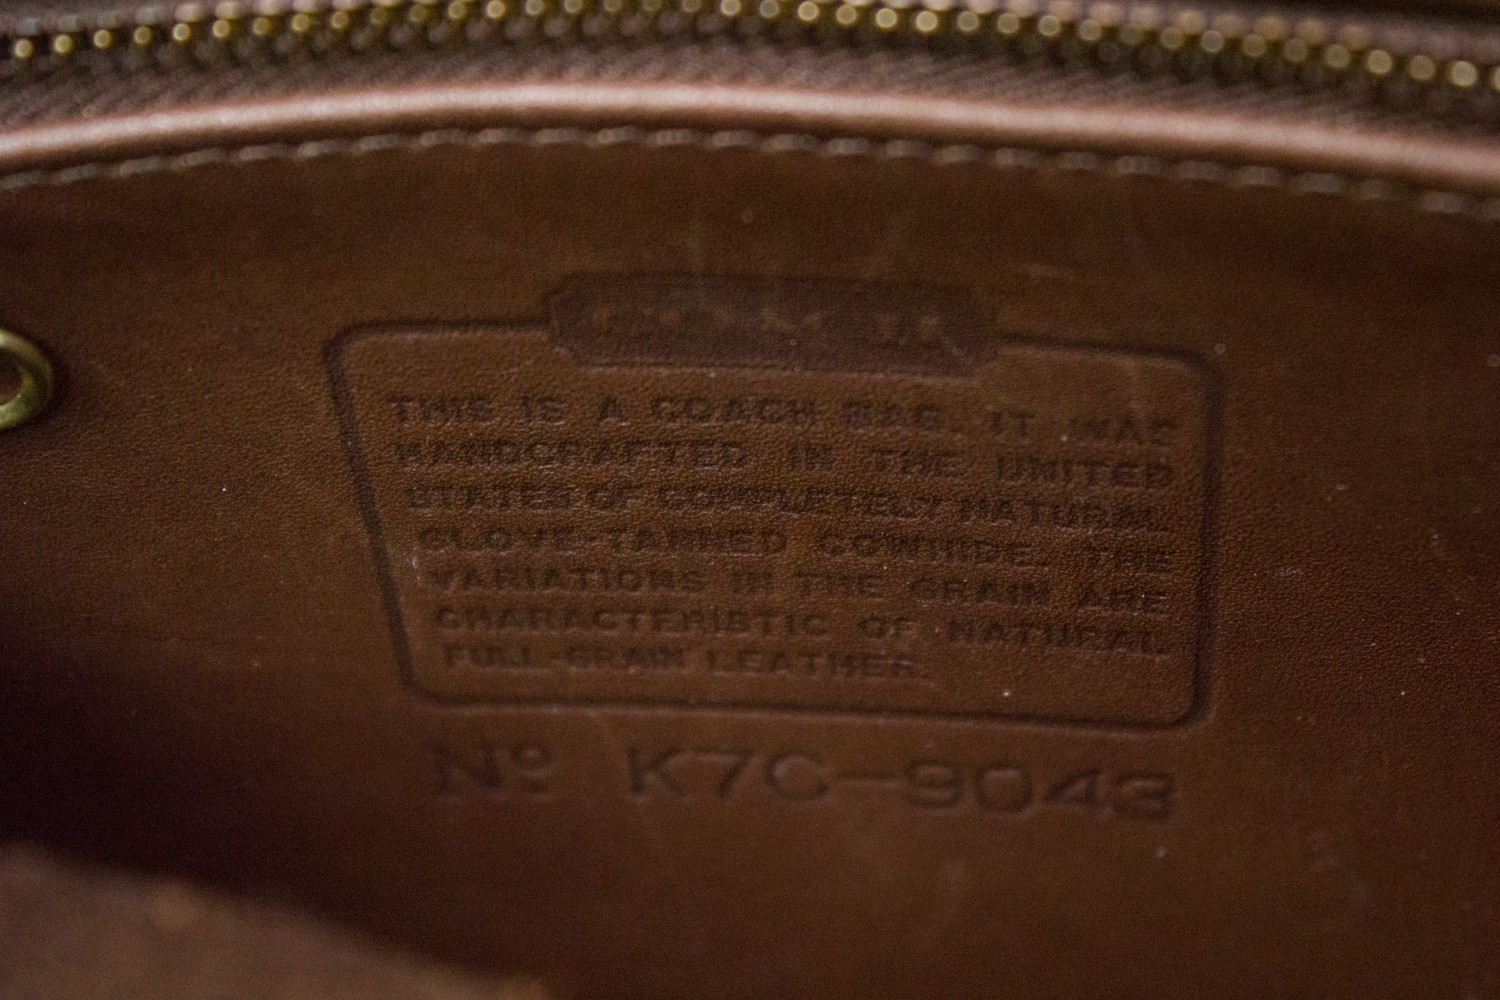 COACH
THIS IS A COACH BAG. IT WAS
HANDCRAFTED IN THE UNITED
STATES OF COMPLETELY NATURAL
GLOVE-TANNED COWHIDE. THE
VARIATIONS IN THE GRAIN ARE
CHARACTERISTIC OF NATURAL
FULL-GRAIN LEATHER.
Nº K7C-9043